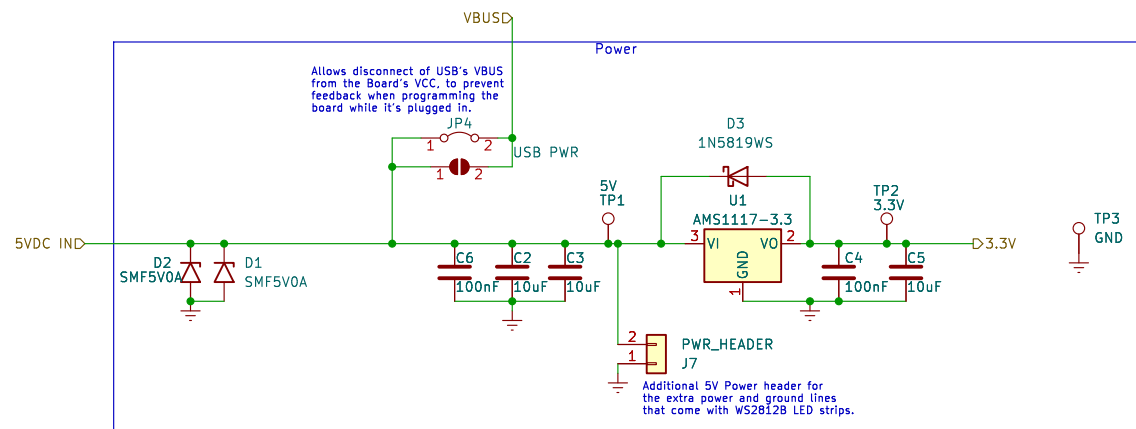 VBUS
Power
Allows disconnect of USB's VBUS
from the Board's VCC, to prevent
feedback when programming the
board while it's plugged in.
JP4
1 2
USB PWR
1 2
D3
1N5819WS
5V
TP1
U1
AMS1117-3.3
TP2
3.3V
TP3
GND
5VDC IN
3 VI VO 2
GND
1
3.3V
D2
SMF5V0A
D1
SMF5V0A
C6
100nF
C2
10uF
C3
10uF
C4
100nF
C5
10uF
2
1
PWR_HEADER
J7
Additional 5V Power header for
the extra power and ground lines
that come with WS2812B LED strips.